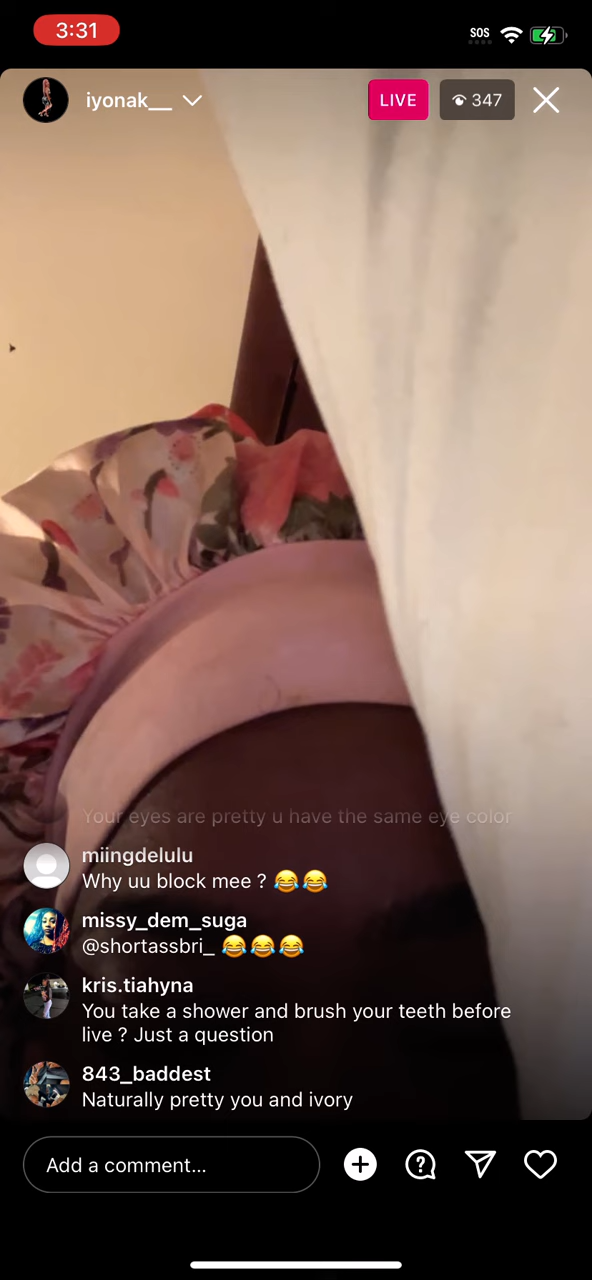 3:31
SOS
iyonak__
LIVE
347
Your eyes are pretty u have the same eye color
miingdelulu
Why uu block mee ? 😂😂
missy_dem_suga
@shortassbri_ 😂😂😂
kris.tiahyna
You take a shower and brush your teeth before
live ? Just a question
843_baddest
Naturally pretty you and ivory
Add a comment...